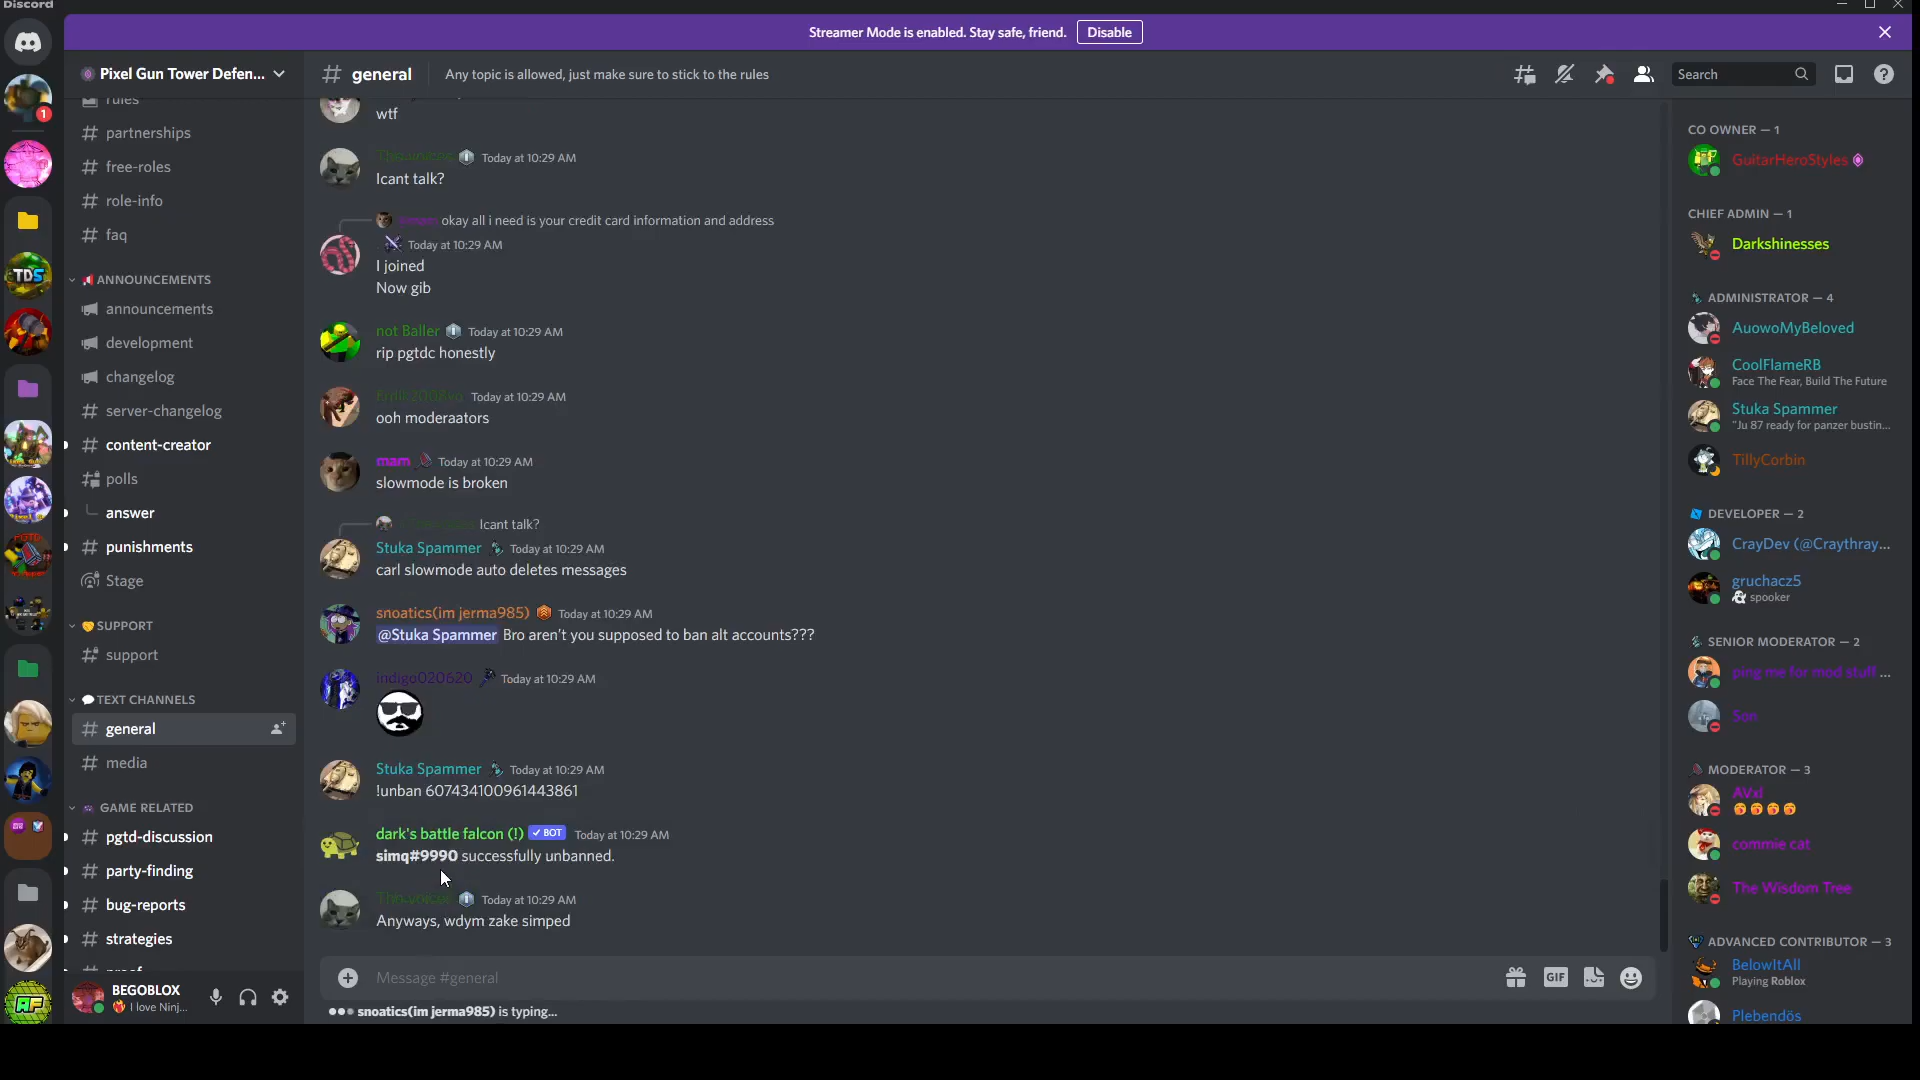 Discord
Streamer Mode is enabled. Stay safe, friend. Disable
Pixel Gun Tower Defen...
general
Any topic is allowed, just make sure to stick to the rules
Search
rules
partnerships
free-roles
role-info
faq
ANNOUNCEMENTS
announcements
development
changelog
server-changelog
content-creator
polls
answer
punishments
Stage
SUPPORT
support
TEXT CHANNELS
general
media
GAME RELATED
pgtd-discussion
party-finding
bug-reports
strategies
BEGOBLOX
I love Ninj...
1
TDS
AF
wtf
Today at 10:29 AM
Icant talk?
okay all i need is your credit card information and address
Today at 10:29 AM
I joined
Now gib
not Baller Today at 10:29 AM
rip pgtdc honestly
Today at 10:29 AM
ooh moderaators
mam Today at 10:29 AM
slowmode is broken
Icant talk?
Stuka Spammer Today at 10:29 AM
carl slowmode auto deletes messages
snoatics(im jerma985) Today at 10:29 AM
@Stuka Spammer Bro aren't you supposed to ban alt accounts???
indigo020620 Today at 10:29 AM
Stuka Spammer Today at 10:29 AM
!unban 607434100961443861
dark's battle falcon (!) BOT Today at 10:29 AM
simq#9990 successfully unbanned.
Today at 10:29 AM
Anyways, wdym zake simped
Message #general
GIF
snoatics(im jerma985) is typing...
CO OWNER — 1
GuitarHeroStyles
CHIEF ADMIN — 1
Darkshinesses
ADMINISTRATOR — 4
AuowoMyBeloved
CoolFlameRB
Face The Fear, Build The Future
Stuka Spammer
"Ju 87 ready for panzer bustin...
TillyCorbin
DEVELOPER — 2
CrayDev (@Craythray...
gruchacz5
spooker
SENIOR MODERATOR — 2
ping me for mod stuff ...
Son
MODERATOR — 3
AVxl
commie cat
The Wisdom Tree
ADVANCED CONTRIBUTOR — 3
BelowItAll
Playing Roblox
Plebendös